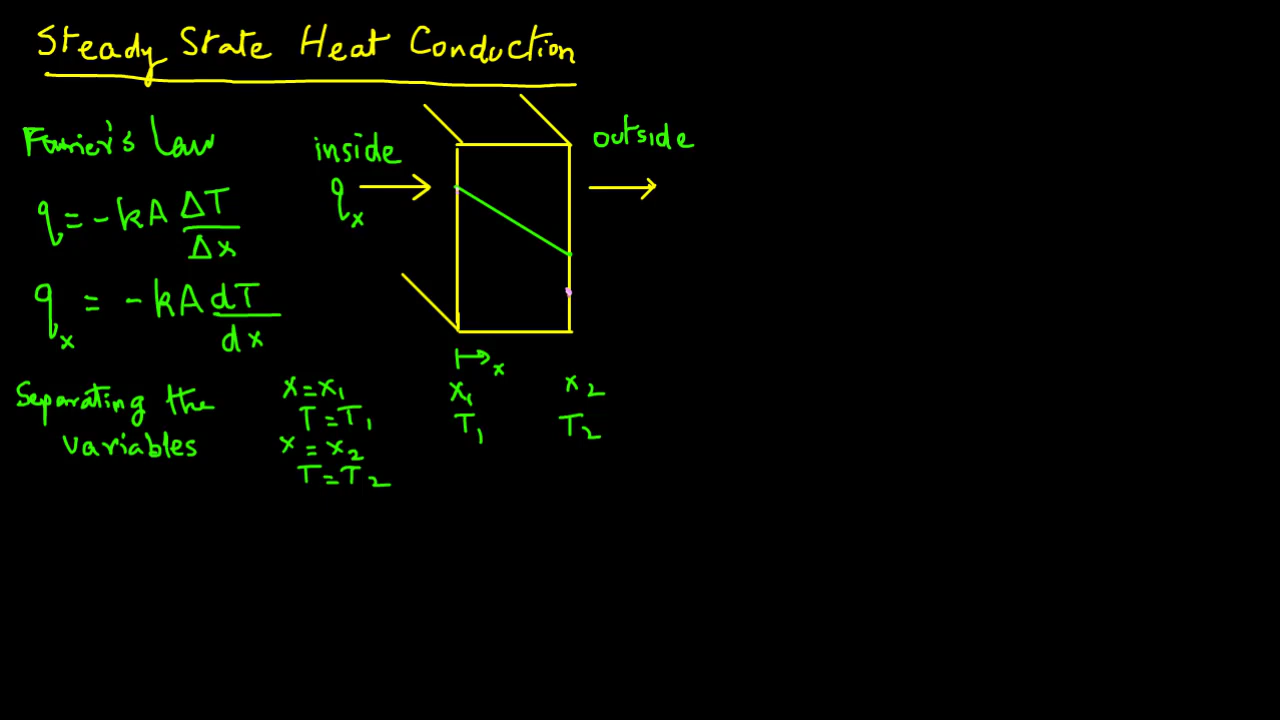 Steady State Heat Conduction
Fourier's Law
q = -kA ΔT/Δx
q_x = -kA dT/dx
Separating the
variables
x = x₁
T = T₁
x = x₂
T = T₂
inside
qₓ
outside
x
x₁
T₁
x₂
T₂